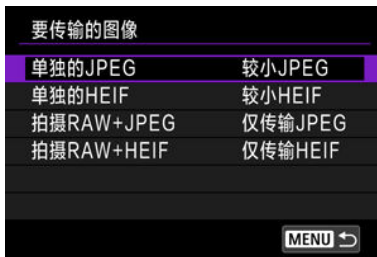 要传输的图像
单独的JPEG 较小JPEG
单独的HEIF 较小HEIF
拍摄RAW+JPEG 仅传输JPEG
拍摄RAW+HEIF 仅传输HEIF
MENU